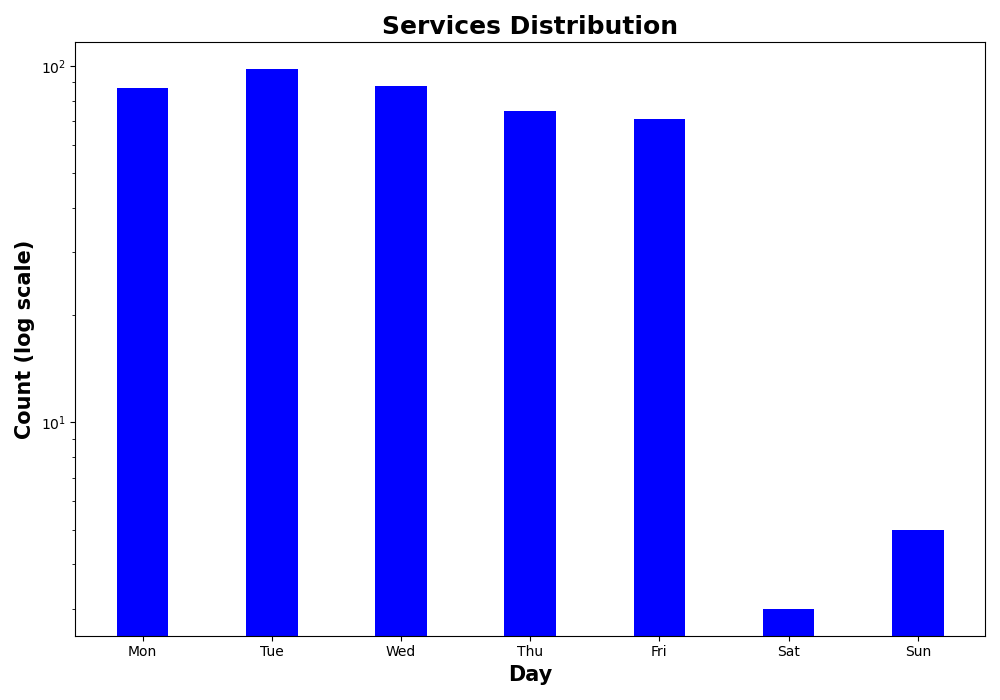 Services Distribution
Count (log scale)
10²
10¹
Mon Tue Wed Thu Fri Sat Sun
Day